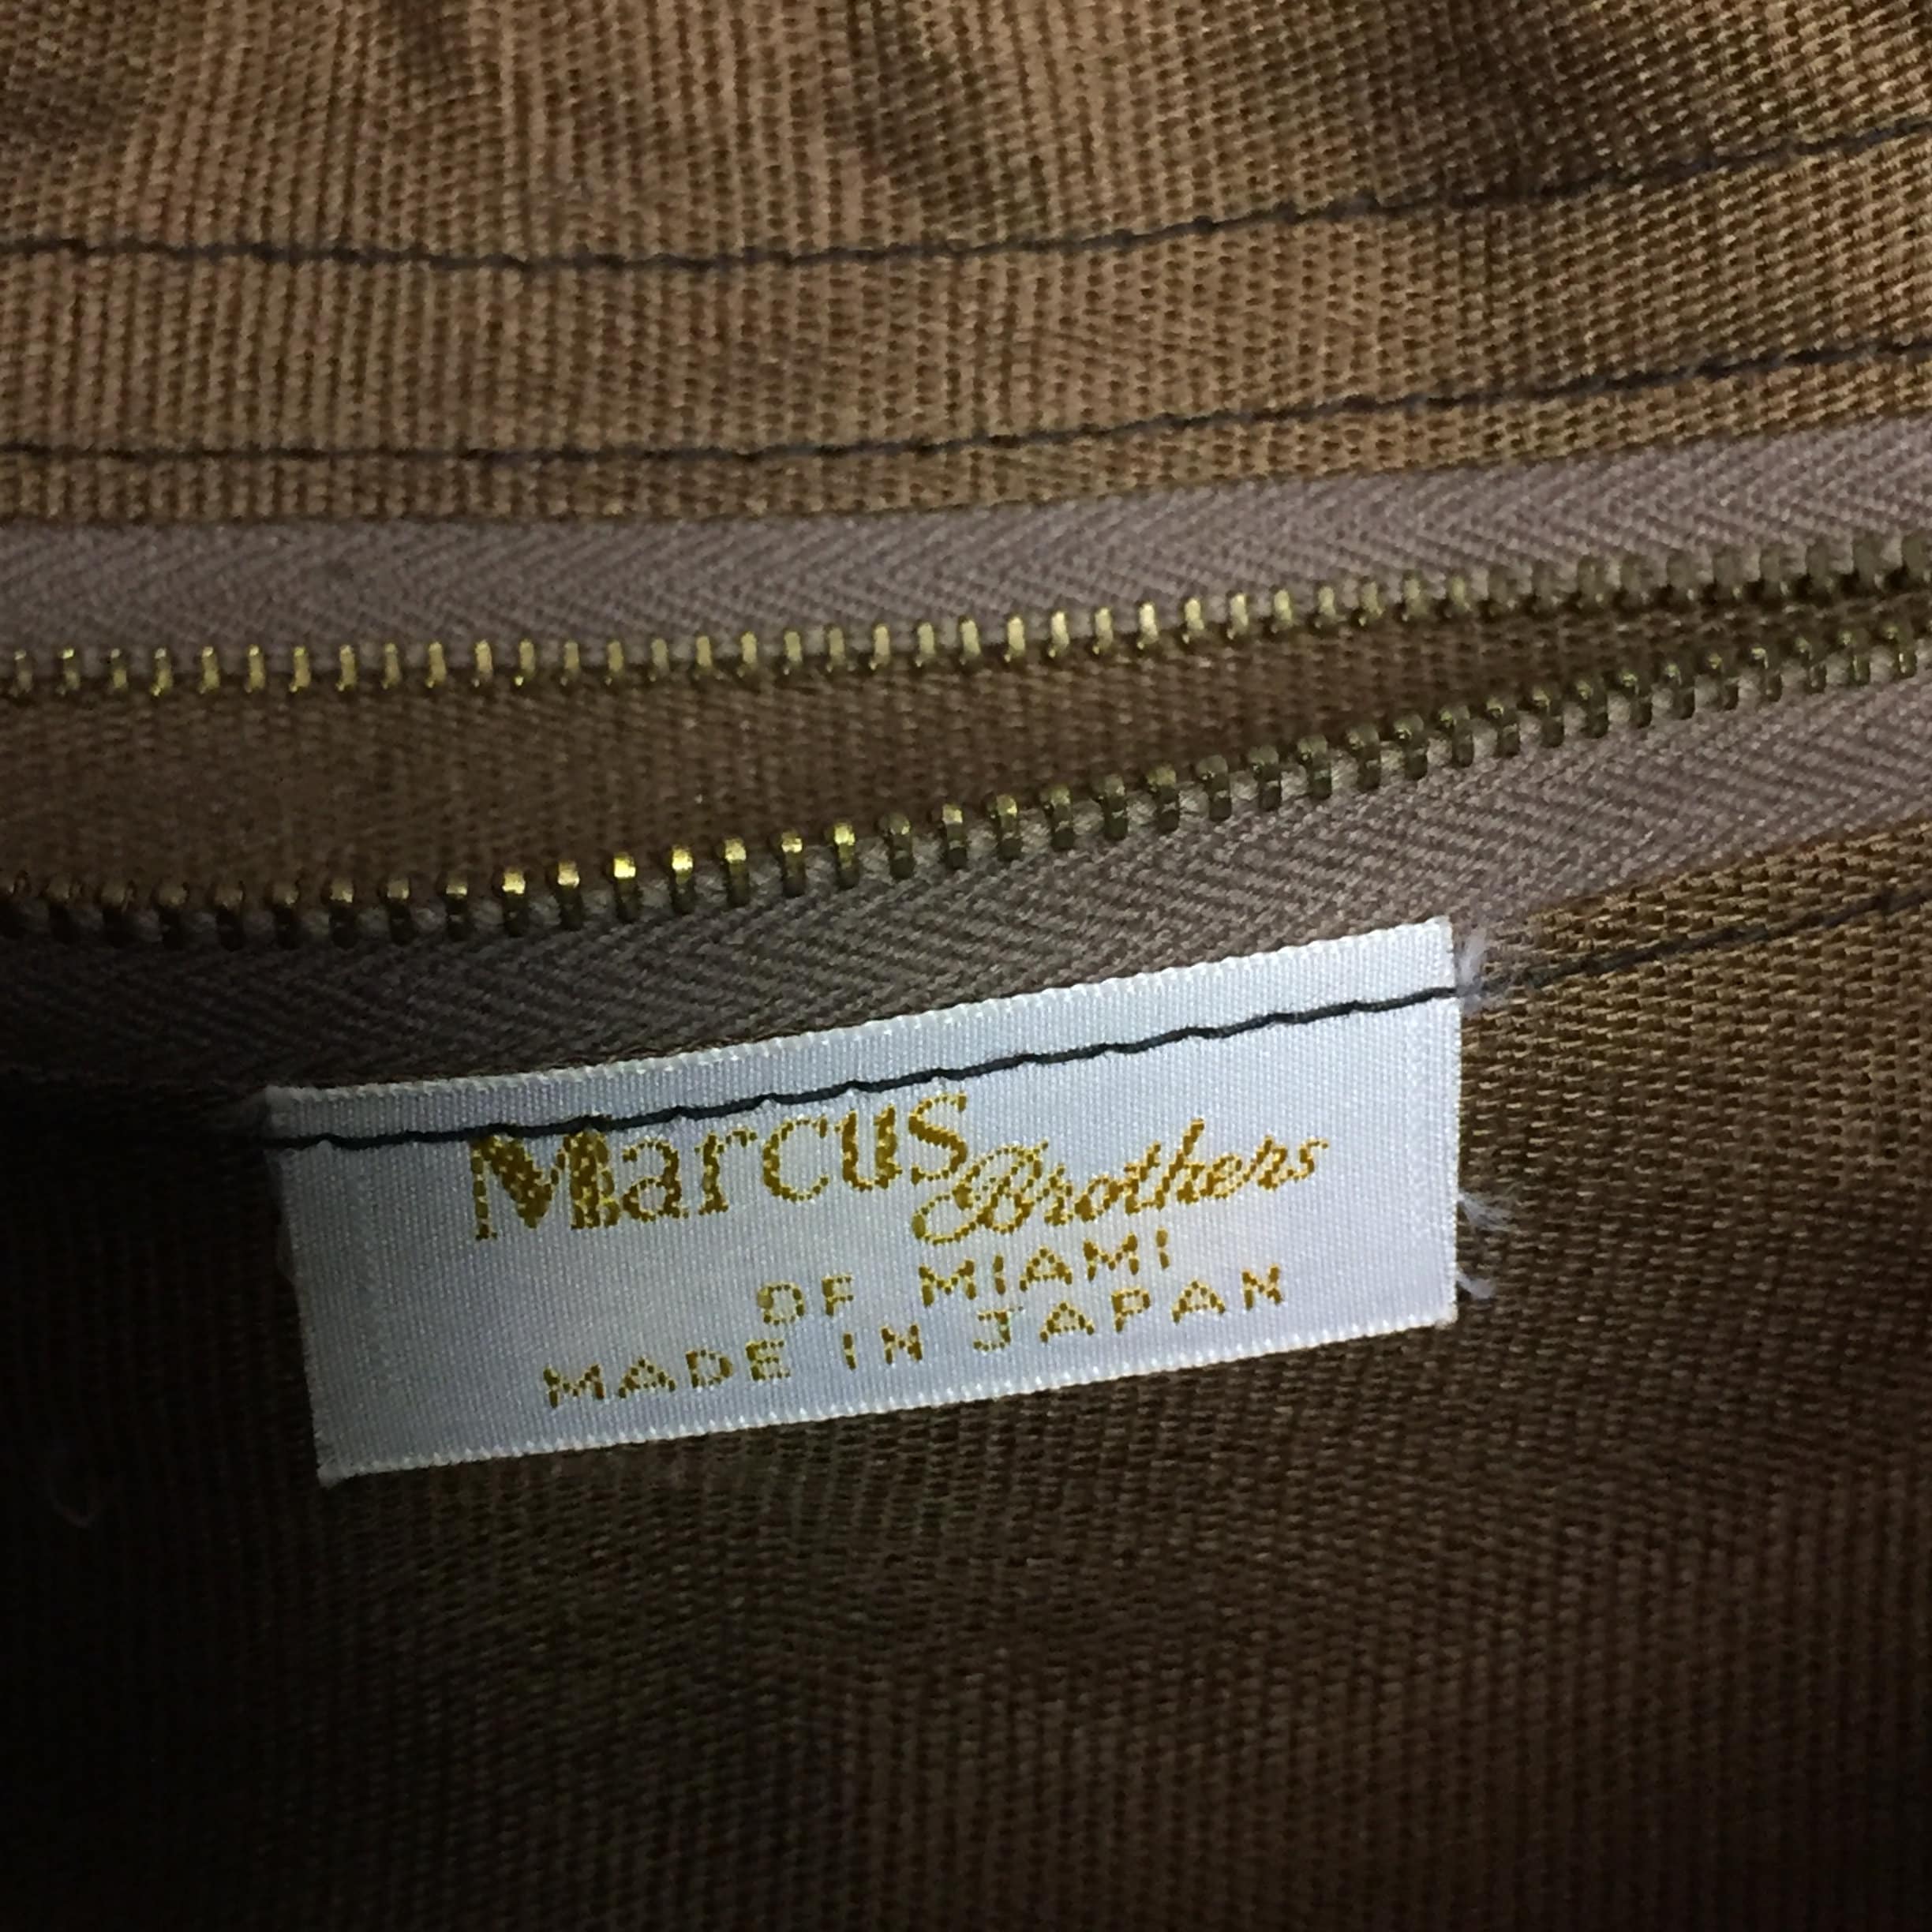 Marcus Brothers
OF MIAMI
MADE IN JAPAN